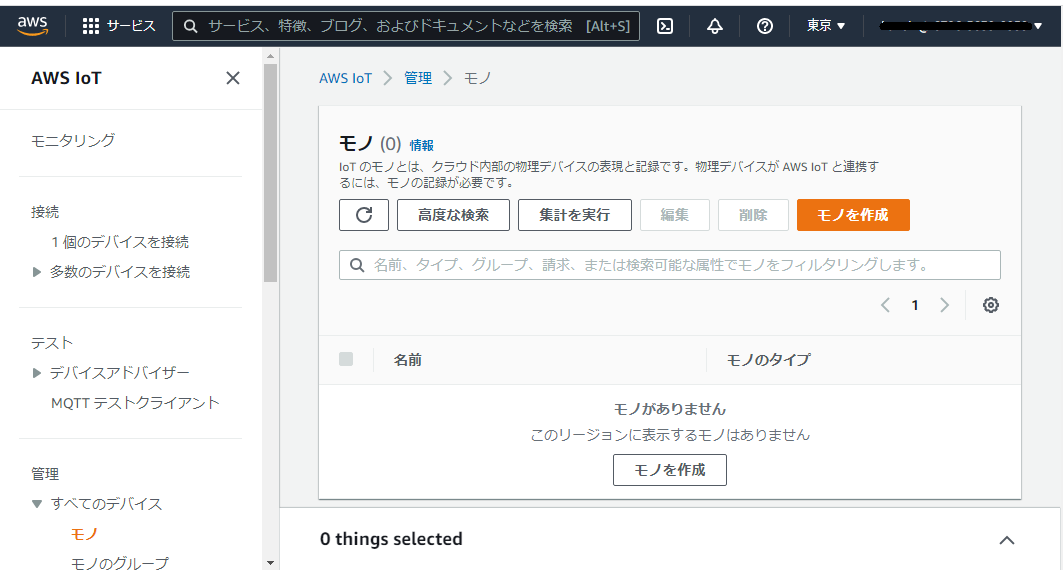 aws サービス サービス、特徴、ブログ、およびドキュメントなどを検索 [Alt+S] 東京
AWS IoT
モニタリング
接続
1 個のデバイスを接続
多数のデバイスを接続
テスト
デバイスアドバイザー
MQTT テストクライアント
管理
すべてのデバイス
モノ
モノのグループ
AWS IoT 管理 モノ
モノ (0) 情報
IoT のモノとは、クラウド内部の物理デバイスの表現と記録です。物理デバイスが AWS IoT と連携す
るには、モノの記録が必要です。
高度な検索 集計を実行 編集 削除 モノを作成
名前、タイプ、グループ、請求、または検索可能な属性でモノをフィルタリングします。
1
名前 モノのタイプ
モノがありません
このリージョンに表示するモノはありません
モノを作成
0 things selected